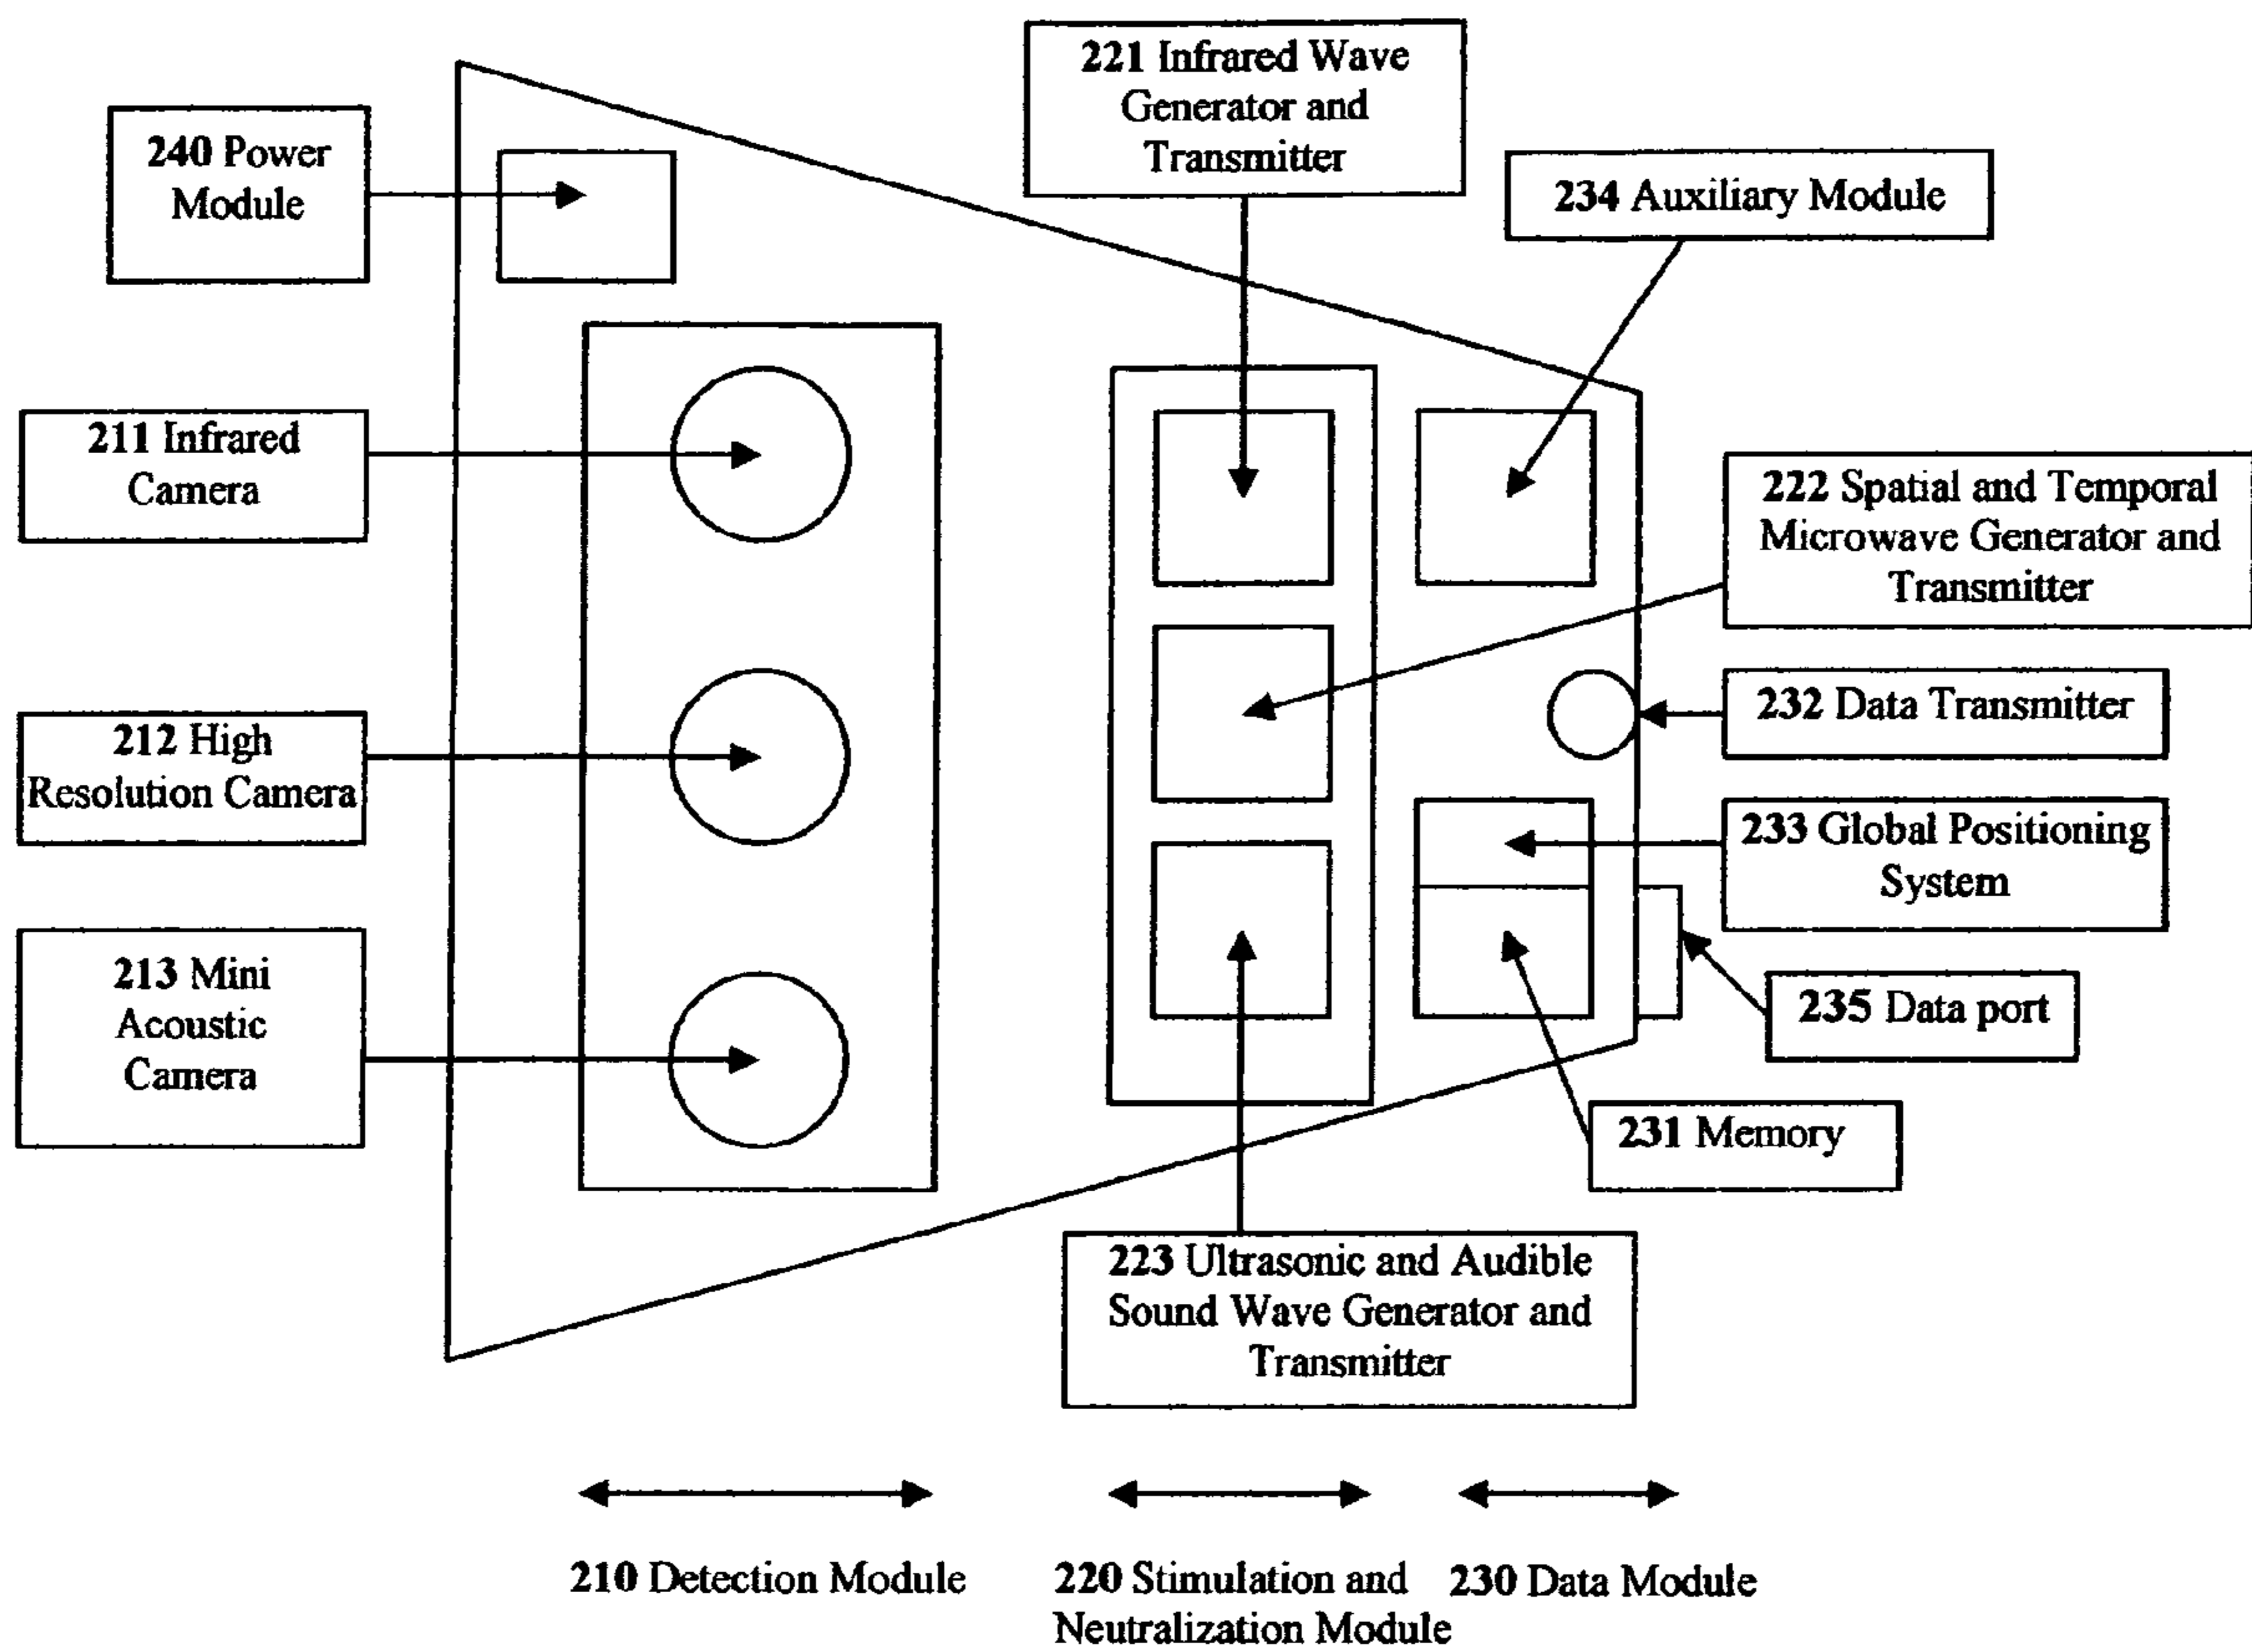 221 Infrared Wave
Generator and
Transmitter
240 Power
Module
234 Auxiliary Module
211 Infrared
Camera
222 Spatial and Temporal
Microwave Generator and
Transmitter
232 Data Transmitter
212 High
Resolution Camera
233 Global Positioning
System
213 Mini
Acoustic
Camera
235 Data port
231 Memory
223 Ultrasonic and Audible
Sound Wave Generator and
Transmitter
210 Detection Module
220 Stimulation and
Neutralization Module
230 Data Module